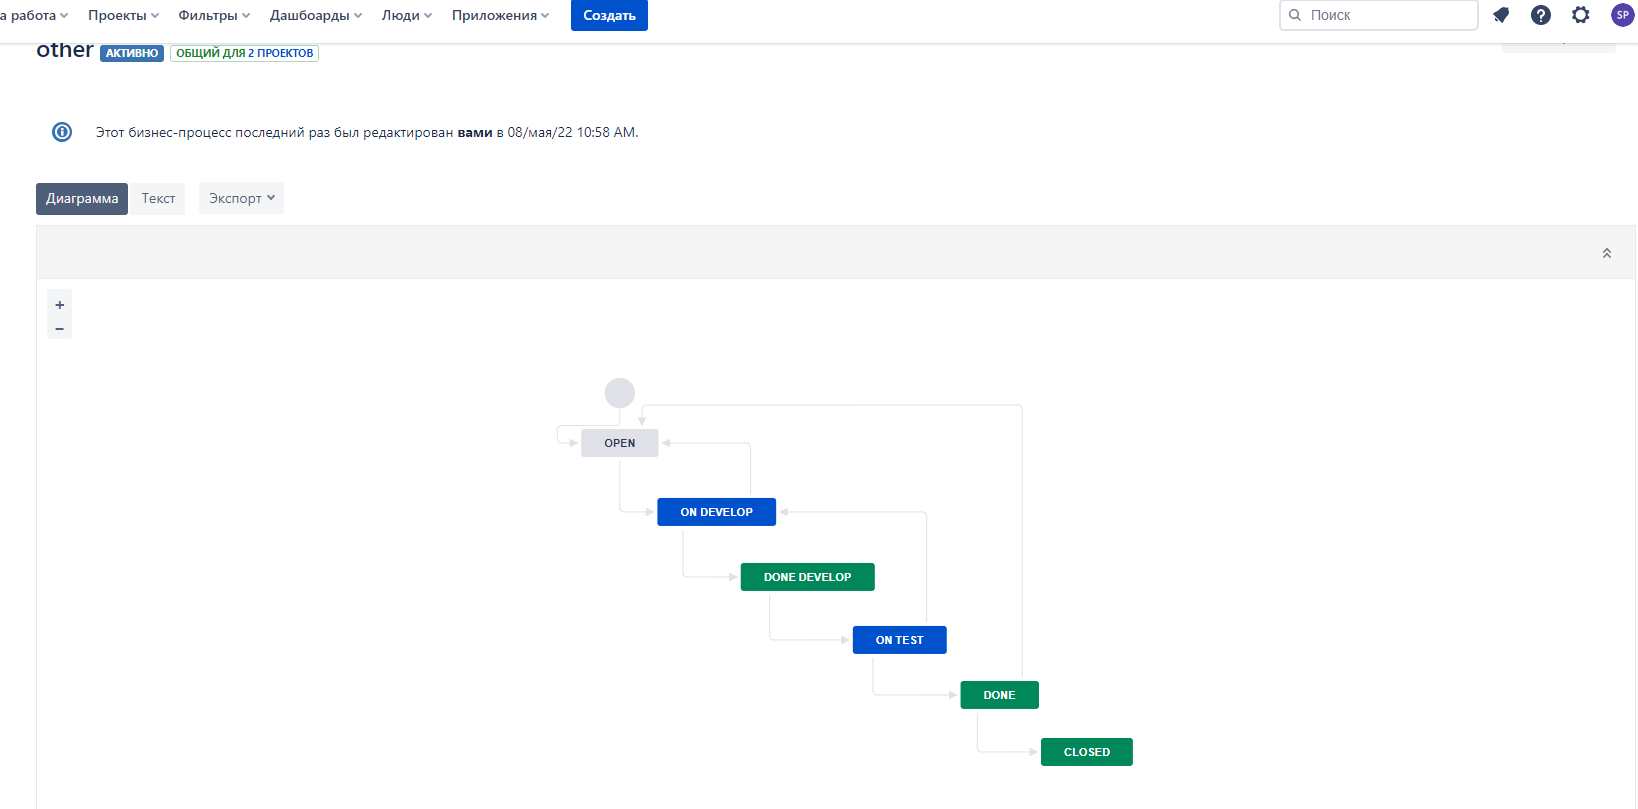 а работа Проекты Фильтры Дашбоарды Люди Приложения Создать Поиск SP
other АКТИВНО ОБЩИЙ ДЛЯ 2 ПРОЕКТОВ
Этот бизнес-процесс последний раз был редактирован вами в 08/мая/22 10:58 AM.
Диаграмма Текст Экспорт
+
−
OPEN
ON DEVELOP
DONE DEVELOP
ON TEST
DONE
CLOSED